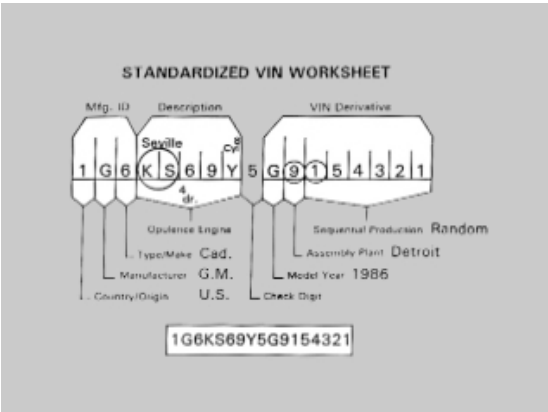 STANDARDIZED VIN WORKSHEET
Mfg. ID Description VIN Derivative
Seville 8 Cyl
1 G 6 K S 6 9 Y 5 G 9 1 5 4 3 2 1
4 dr.
Opulence Engine Sequential Production Random
Type/Make Cad. Assembly Plant Detroit
Manufacturer G.M. Model Year 1986
Country/Origin U.S. Check Digit
1G6KS69Y5G9154321